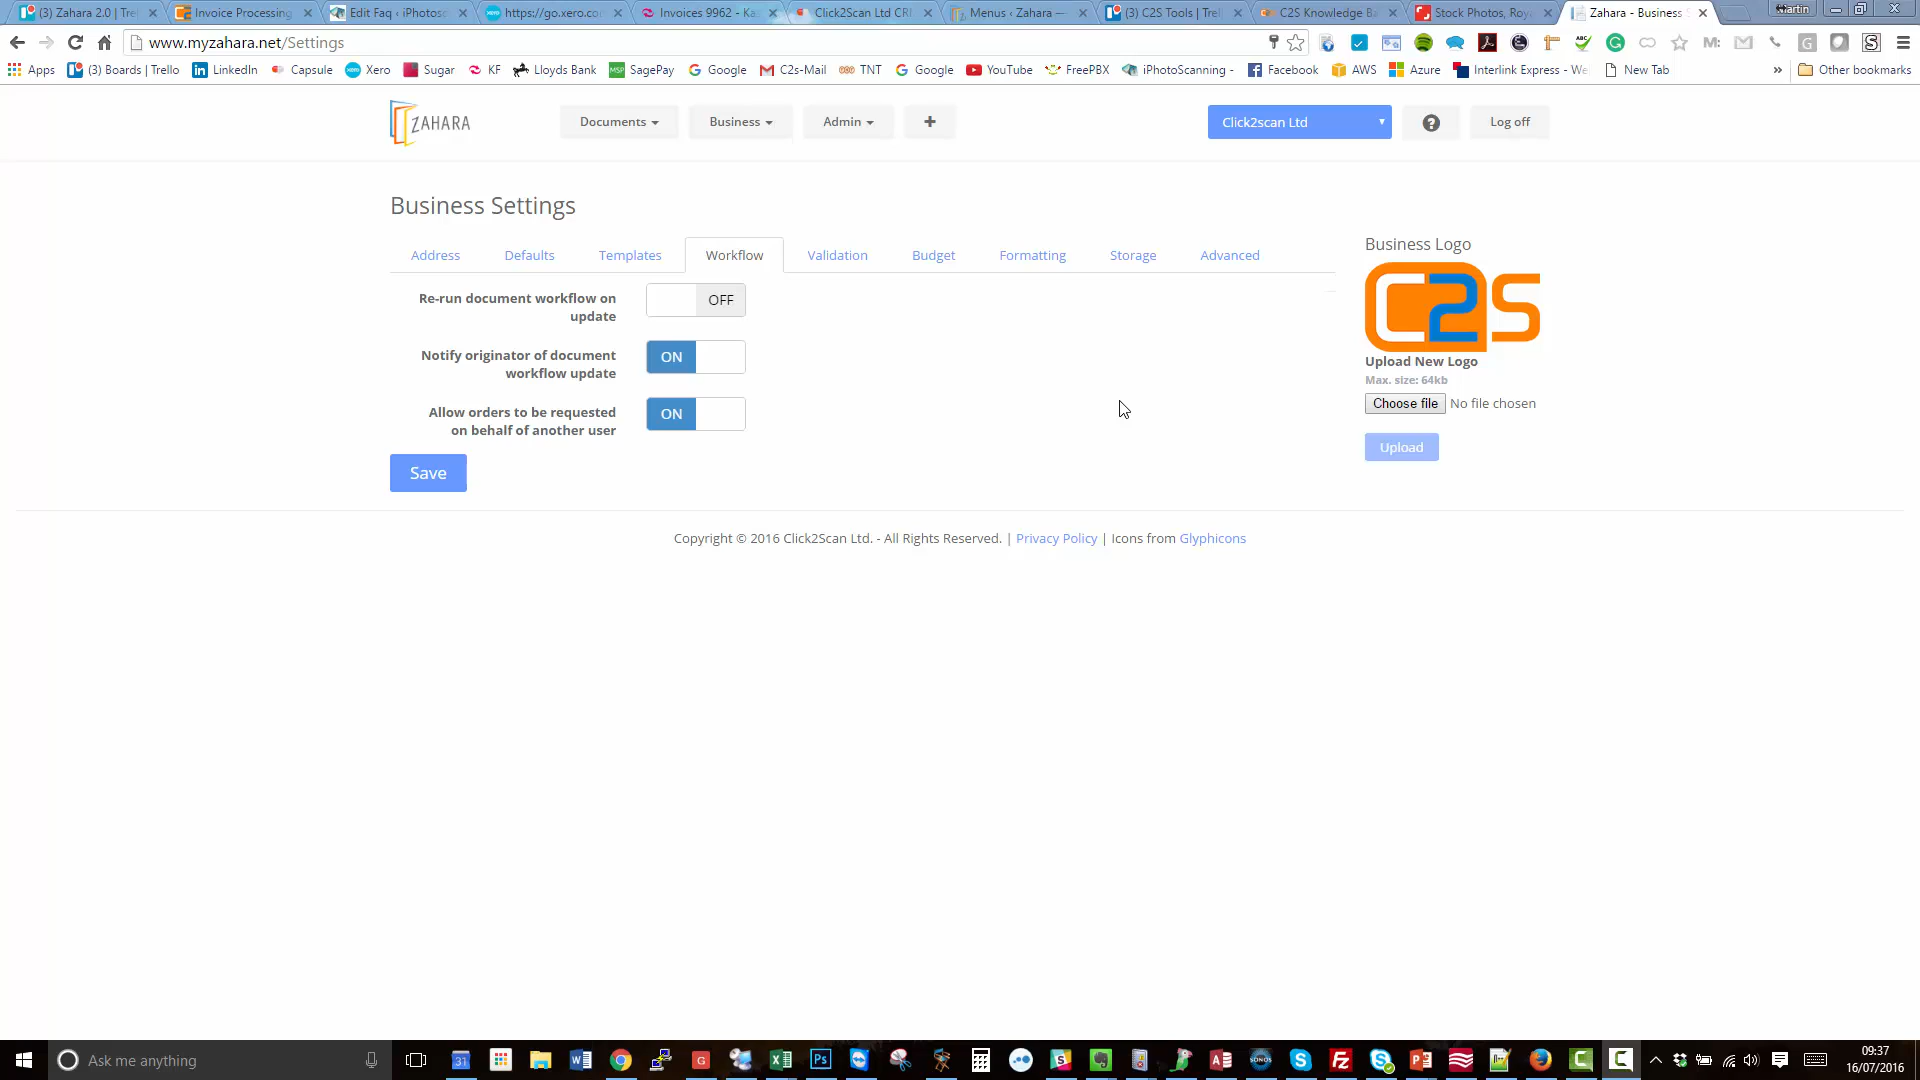 (3) Zahara 2.0 | Trel
Invoice Processing
Edit Faq ‹ iPhotosc
https://go.xero.co
Invoices 9962 - Ka
Click2Scan Ltd CR
Menus ‹ Zahara —
(3) C2S Tools | Trel
C2S Knowledge B
Stock Photos, Roy
Zahara - Business S
Martin
www.myzahara.net/Settings
Apps
(3) Boards | Trello
LinkedIn
Capsule
Xero
Sugar
KF
Lloyds Bank
SagePay
Google
C2s-Mail
TNT
Google
YouTube
FreePBX
iPhotoScanning -
Facebook
AWS
Azure
Interlink Express - We
New Tab
»
Other bookmarks
ZAHARA
Documents
Business
Admin
+
Click2scan Ltd
?
Log off
Business Settings
Address
Defaults
Templates
Workflow
Validation
Budget
Formatting
Storage
Advanced
Re-run document workflow on
update
OFF
Notify originator of document
workflow update
ON
Allow orders to be requested
on behalf of another user
ON
Save
Business Logo
C2S
Upload New Logo
Max. size: 64kb
Choose file No file chosen
Upload
Copyright © 2016 Click2Scan Ltd. - All Rights Reserved. | Privacy Policy | Icons from Glyphicons
Ask me anything
09:37
16/07/2016